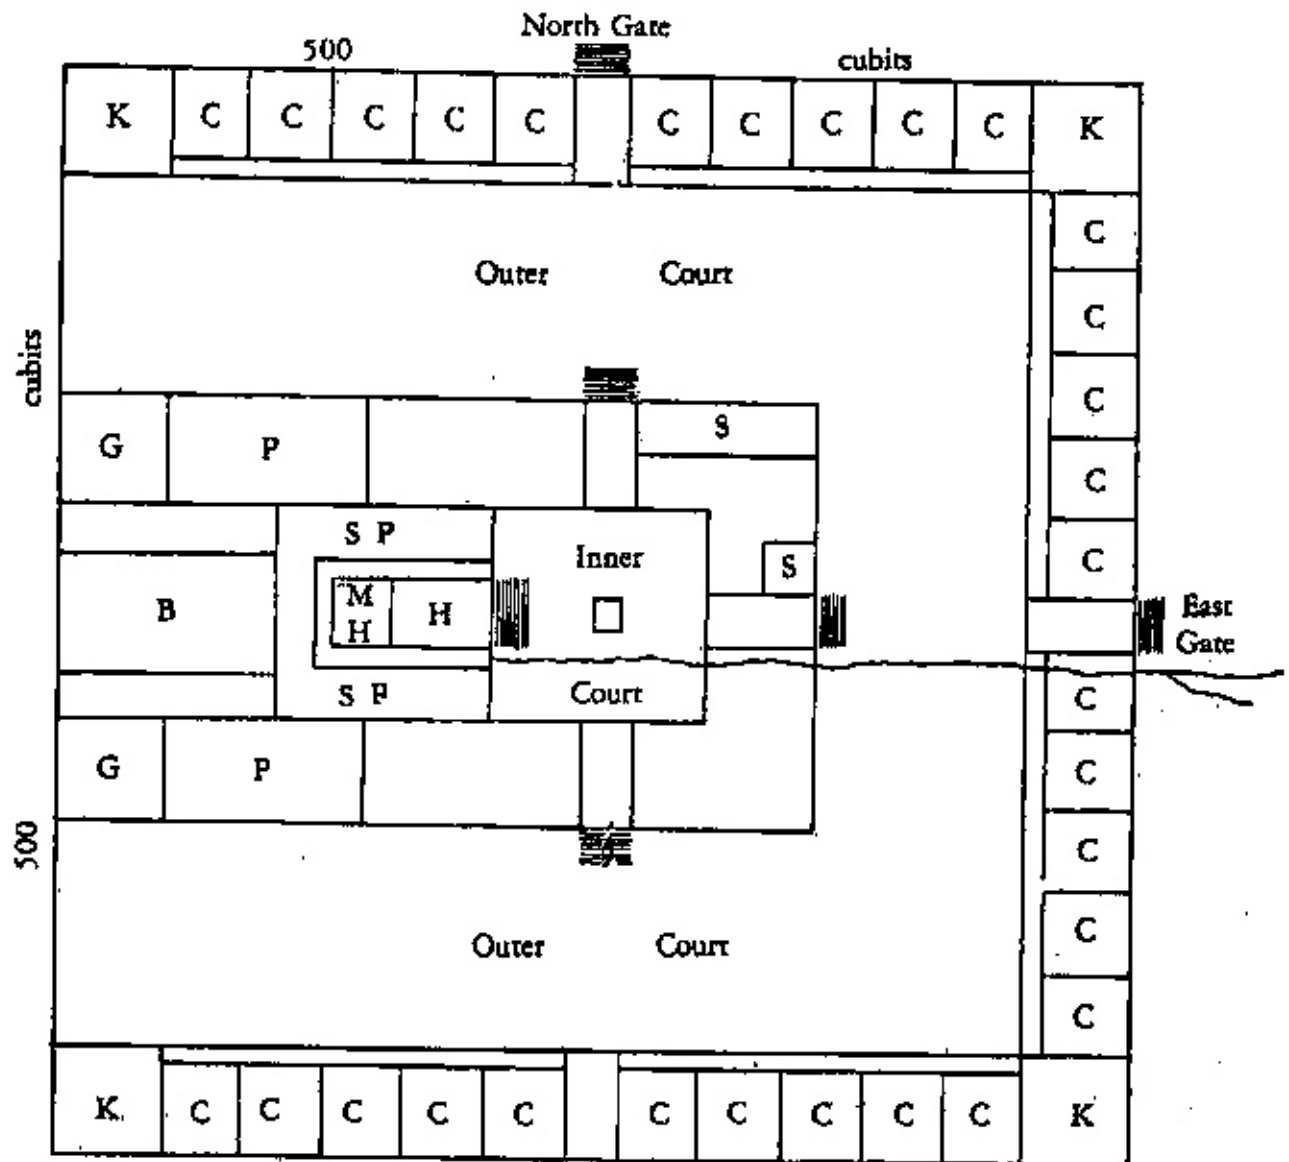 North Gate
500 cubits
K C C C C C C C C C C K
C
Outer Court
C
cubits
C
G P S
C
S P Inner S C
M
B H H East
Gate
S P Court C
G P C
500 C
Outer Court C
C
K C C C C C C C C C C K